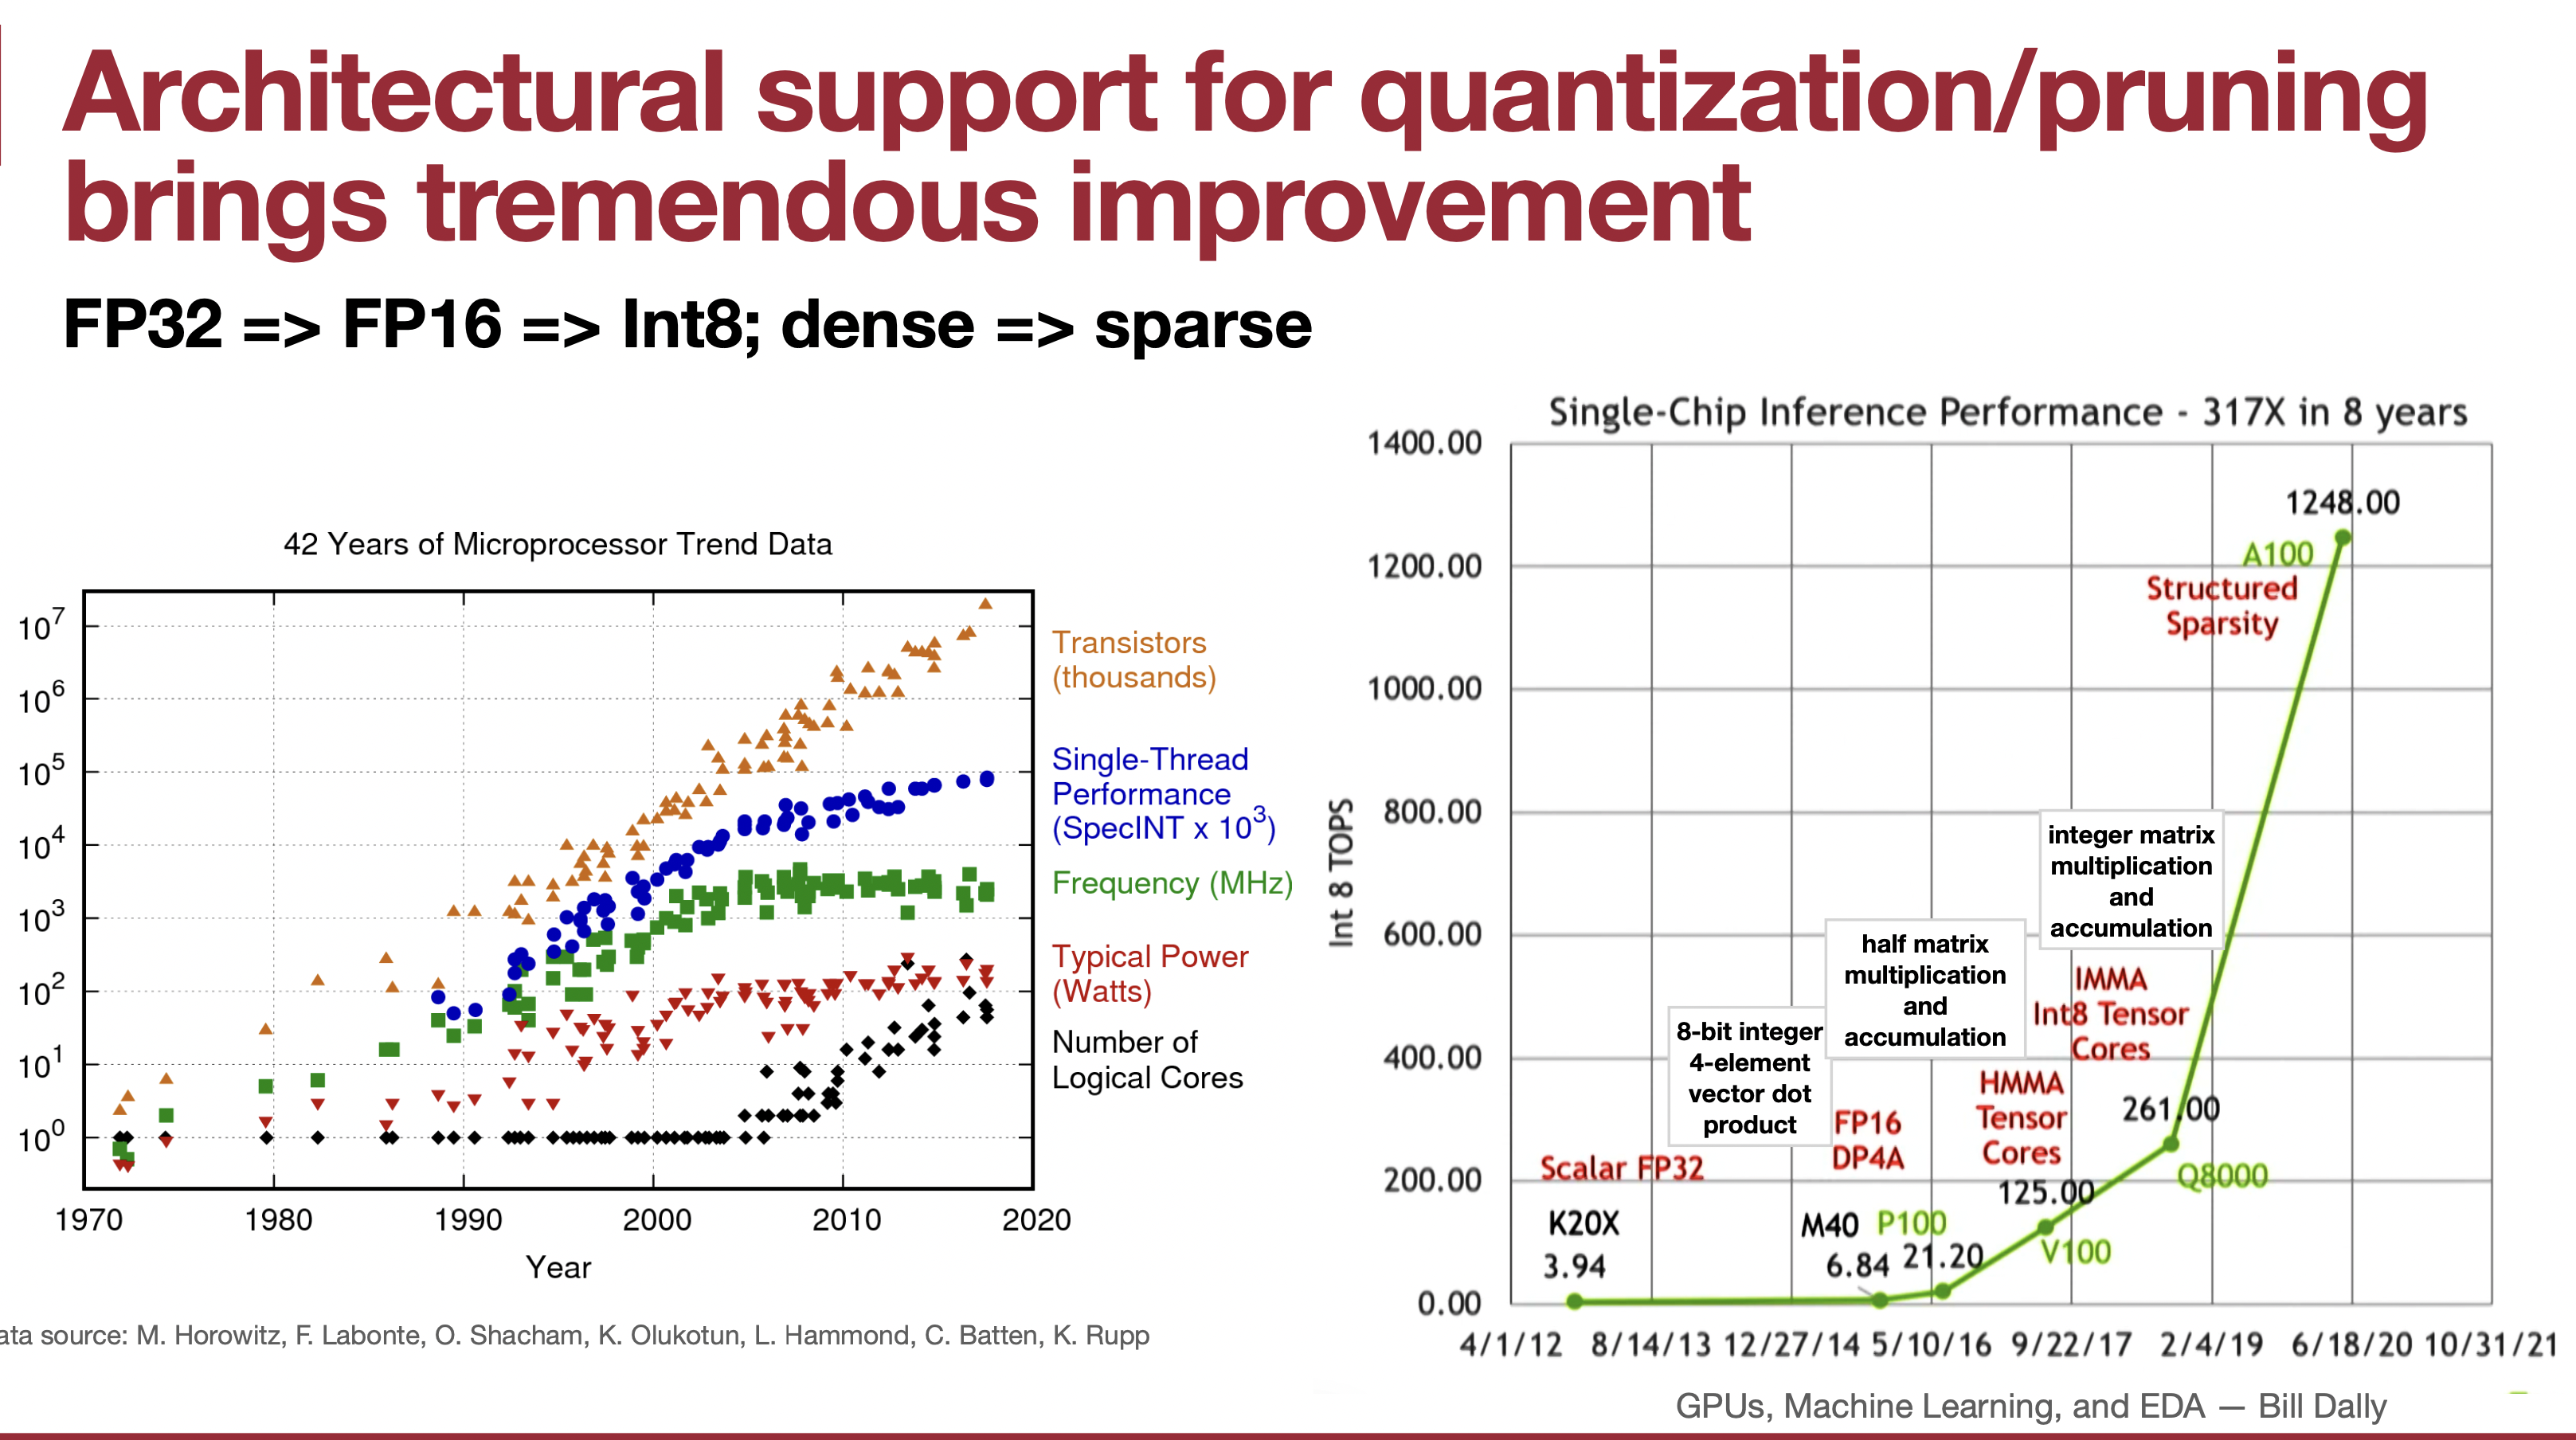 Architectural support for quantization/pruning
brings tremendous improvement
FP32 => FP16 => Int8; dense => sparse
42 Years of Microprocessor Trend Data
10^7
10^6
10^5
10^4
10^3
10^2
10^1
10^0
1970 1980 1990 2000 2010 2020
Year
Transistors
(thousands)
Single-Thread
Performance
(SpecINT x 10^3)
Frequency (MHz)
Typical Power
(Watts)
Number of
Logical Cores
ata source: M. Horowitz, F. Labonte, O. Shacham, K. Olukotun, L. Hammond, C. Batten, K. Rupp
Single-Chip Inference Performance - 317X in 8 years
Int 8 TOPS
1400.00
1200.00
1000.00
800.00
600.00
400.00
200.00
0.00
4/1/12 8/14/13 12/27/14 5/10/16 9/22/17 2/4/19 6/18/20 10/31/21
Scalar FP32
K20X
3.94
8-bit integer
4-element
vector dot
product
FP16
DP4A
M40
6.84
P100
21.20
half matrix
multiplication
and
accumulation
HMMA
Tensor
Cores
125.00
V100
integer matrix
multiplication
and
accumulation
IMMA
Int8 Tensor
Cores
261.00
Q8000
1248.00
A100
Structured
Sparsity
GPUs, Machine Learning, and EDA — Bill Dally